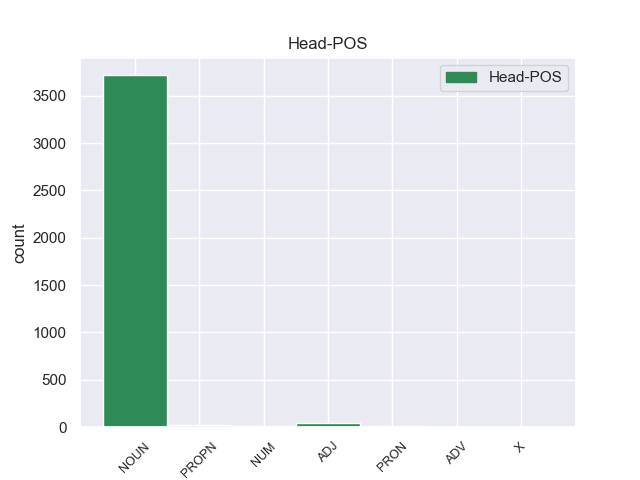 Head-POS
Head-POS
3500
3000
2500
2000
1500
1000
500
0
count
NOUN
PROPN
NUM
ADJ
PRON
ADV
X